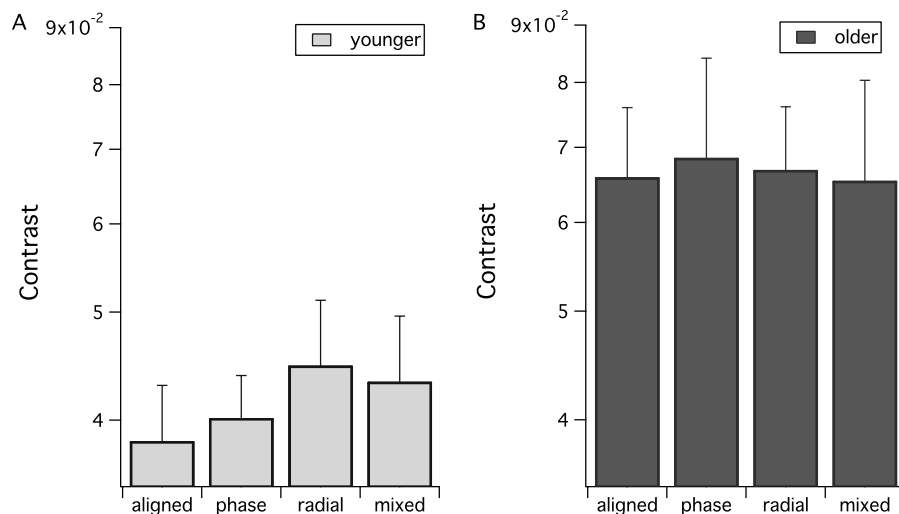 A
9x10-2
younger
8
7
6
5
4
Contrast
aligned phase radial mixed
B
9x10-2
older
8
7
6
5
4
Contrast
aligned phase radial mixed